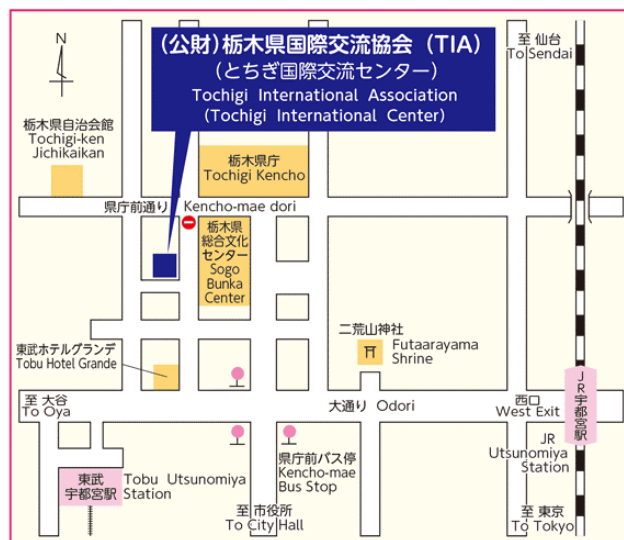 (公財)栃木県国際交流協会 (TIA)
(とちぎ国際交流センター)
Tochigi International Association
(Tochigi International Center)
N
至 仙台
To Sendai
栃木県自治会館
Tochigi-ken
Jichikaikan
栃木県庁
Tochigi Kencho
県庁前通り Kencho-mae dori
栃木県
総合文化
センター
Sogo
Bunka
Center
二荒山神社
Futaarayama
Shrine
東武ホテルグランデ
Tobu Hotel Grande
至 大谷
To Oya
大通り Odori
西口
West Exit
JR宇都宮駅
JR
Utsunomiya
Station
東武
宇都宮駅
Tobu Utsunomiya
Station
県庁前バス停
Kencho-mae
Bus Stop
至 市役所
To City Hall
至 東京
To Tokyo